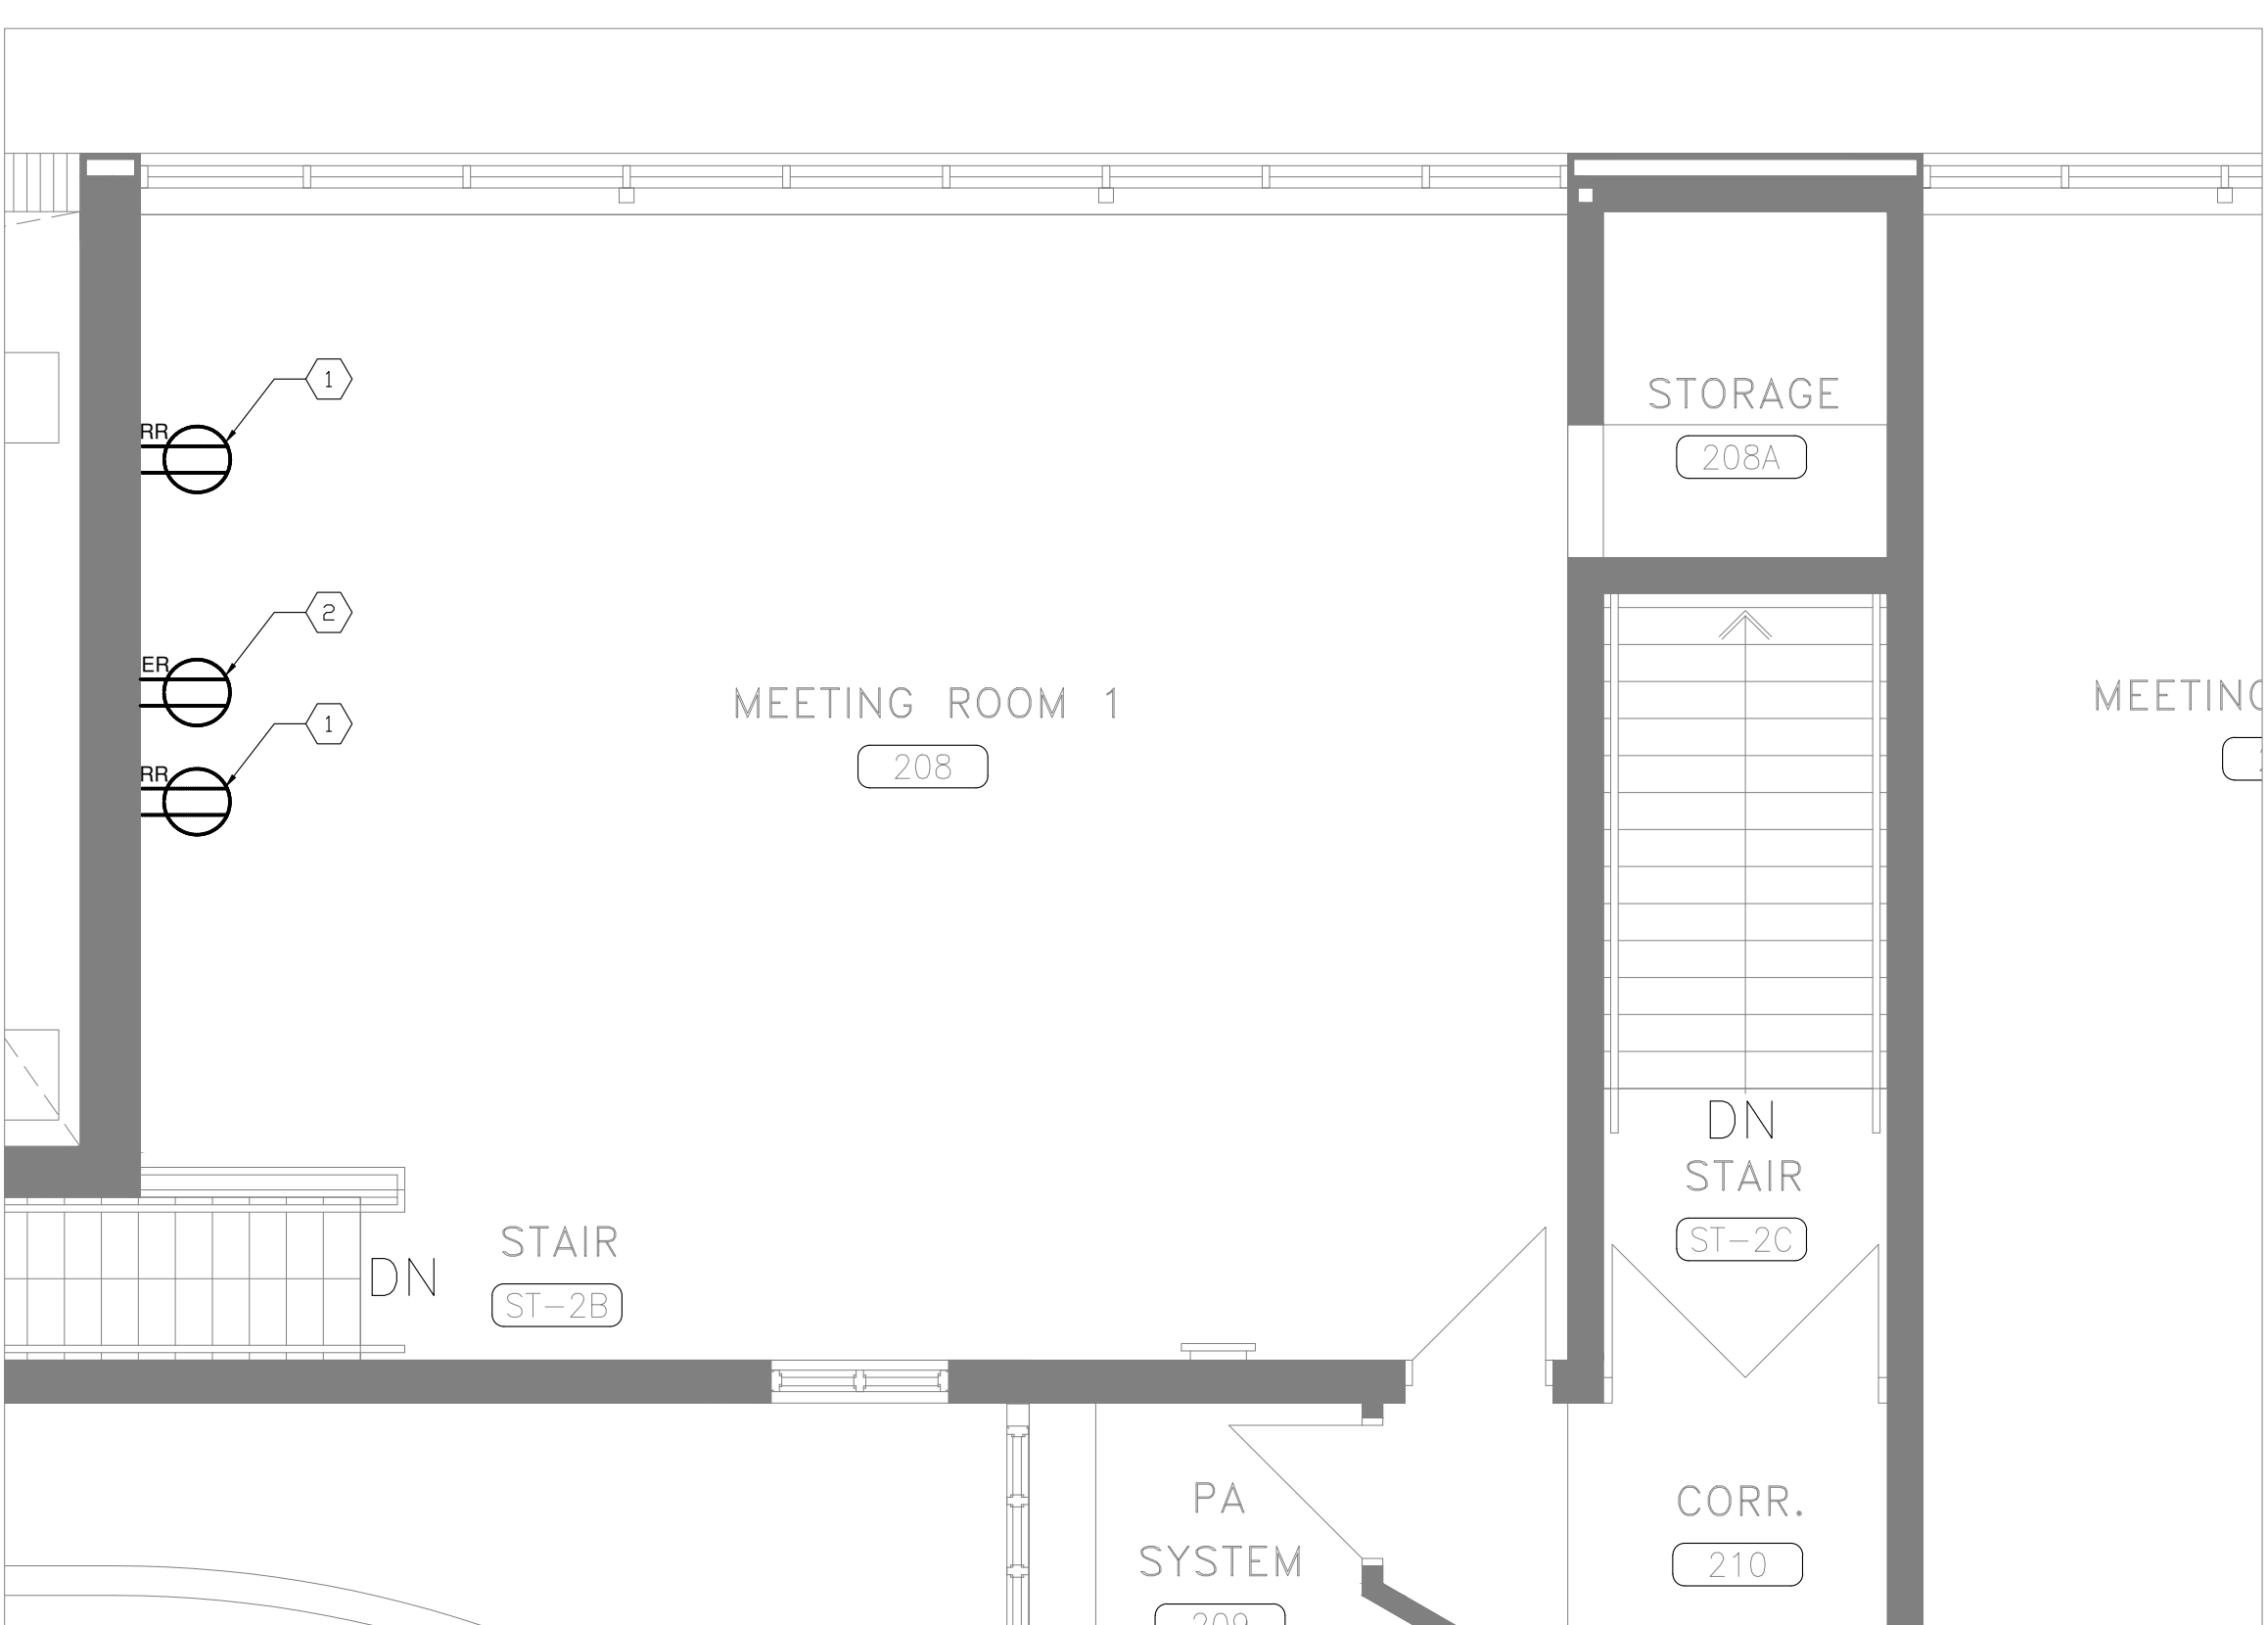 1
RR
STORAGE
208A
2
ER
MEETING ROOM 1
208
1
RR
DN
STAIR
ST-2C
STAIR
DN
ST-2B
PA
SYSTEM
209
CORR.
210